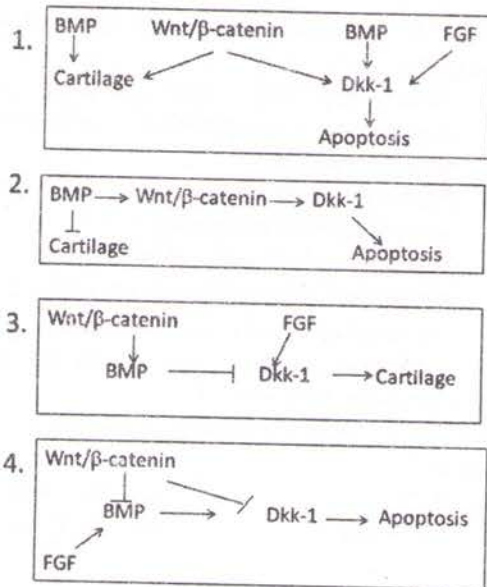 1.
BMP Wnt/β-catenin BMP FGF
Cartilage Dkk-1
Apoptosis
2.
BMP Wnt/β-catenin Dkk-1
Cartilage Apoptosis
3.
Wnt/β-catenin FGF
BMP Dkk-1 Cartilage
4.
Wnt/β-catenin
BMP Dkk-1 Apoptosis
FGF